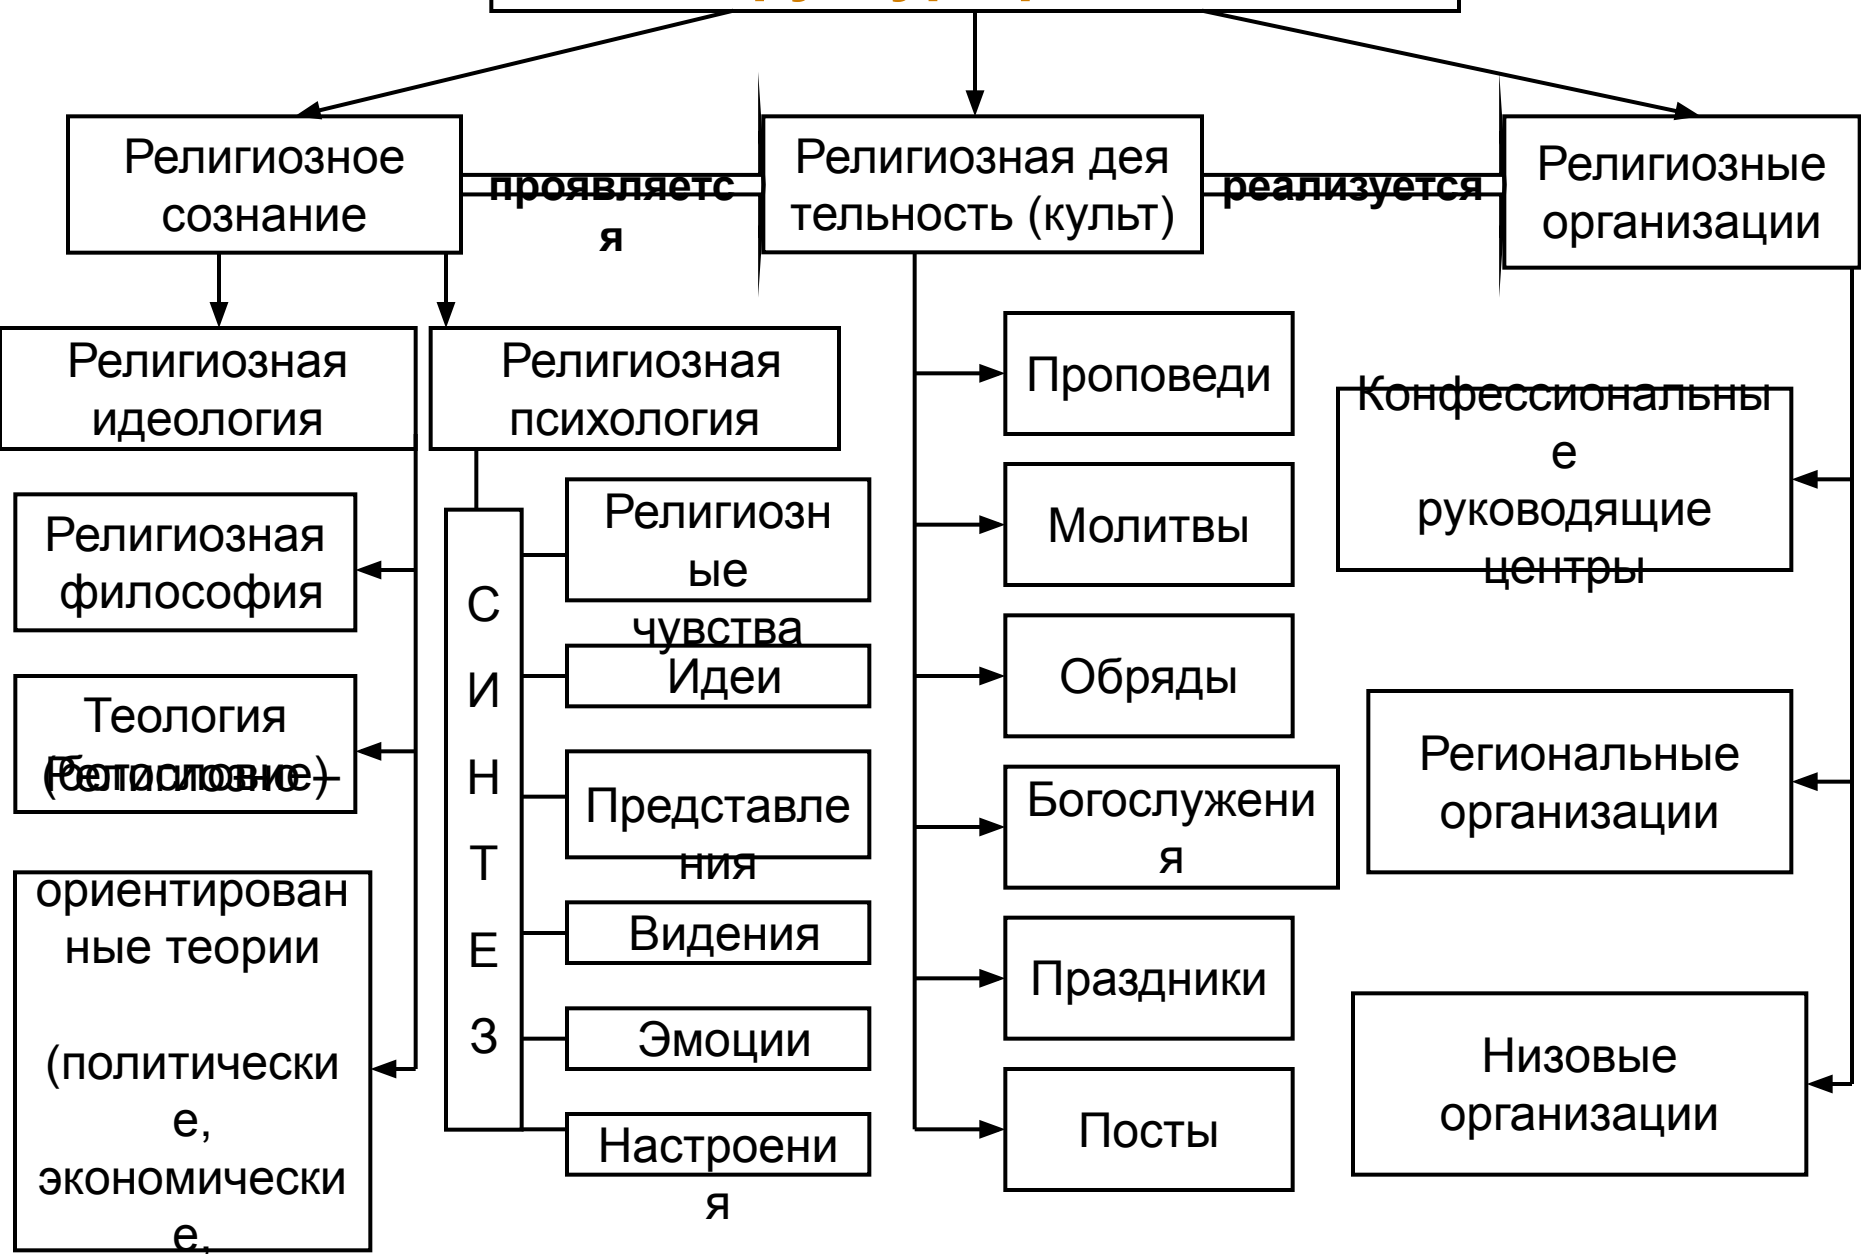 Религиозное
сознание
проявляетс
я
Религиозная дея
тельность (культ)
реализуется
Религиозные
организации
Религиозная
идеология
Религиозная
психология
Религиозная
философия
Теология
(богословие)
Религиозно –
ориентирован
ные теории
(политически
е,
экономически
е,
С
И
Н
Т
Е
З
Религиозн
ые
чувства
Идеи
Представле
ния
Видения
Эмоции
Настроени
я
Проповеди
Молитвы
Обряды
Богослужени
я
Праздники
Посты
Конфессиональны
е
руководящие
центры
Региональные
организации
Низовые
организации